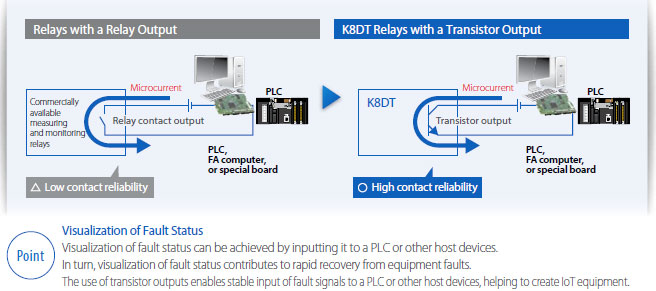 Relays with a Relay Output
Microcurrent
PLC
Commercially
available
measuring
and monitoring
relays
Relay contact output
PLC,
FA computer,
or special board
△ Low contact reliability
K8DT Relays with a Transistor Output
Microcurrent
PLC
K8DT
Transistor output
PLC,
FA computer,
or special board
○ High contact reliability
Point
Visualization of Fault Status
Visualization of fault status can be achieved by inputting it to a PLC or other host devices.
In turn, visualization of fault status contributes to rapid recovery from equipment faults.
The use of transistor outputs enables stable input of fault signals to a PLC or other host devices, helping to create IoT equipment.